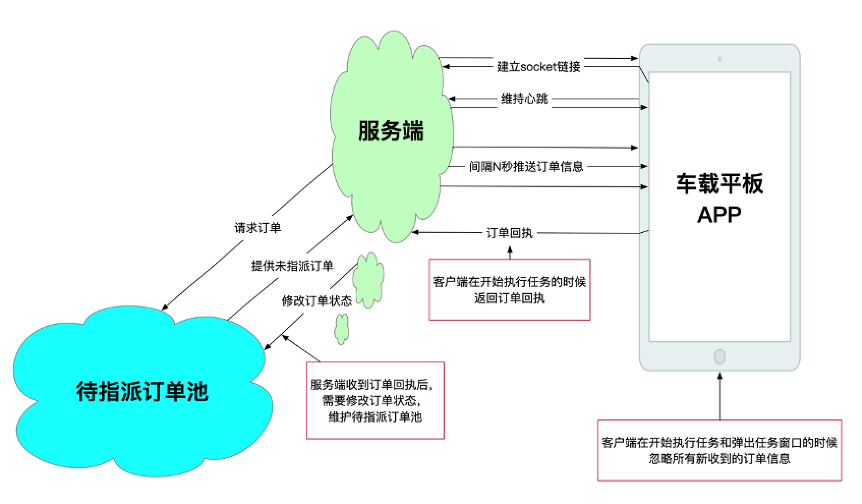 建立socket链接
维持心跳
服务端
间隔N秒推送订单信息
车载平板
APP
请求订单
订单回执
提供未指派订单
客户端在开始执行任务的时候
返回订单回执
修改订单状态
待指派订单池
服务端收到订单回执后，
需要修改订单状态，
维护待指派订单池
客户端在开始执行任务和弹出任务窗口的时候
忽略所有新收到的订单信息